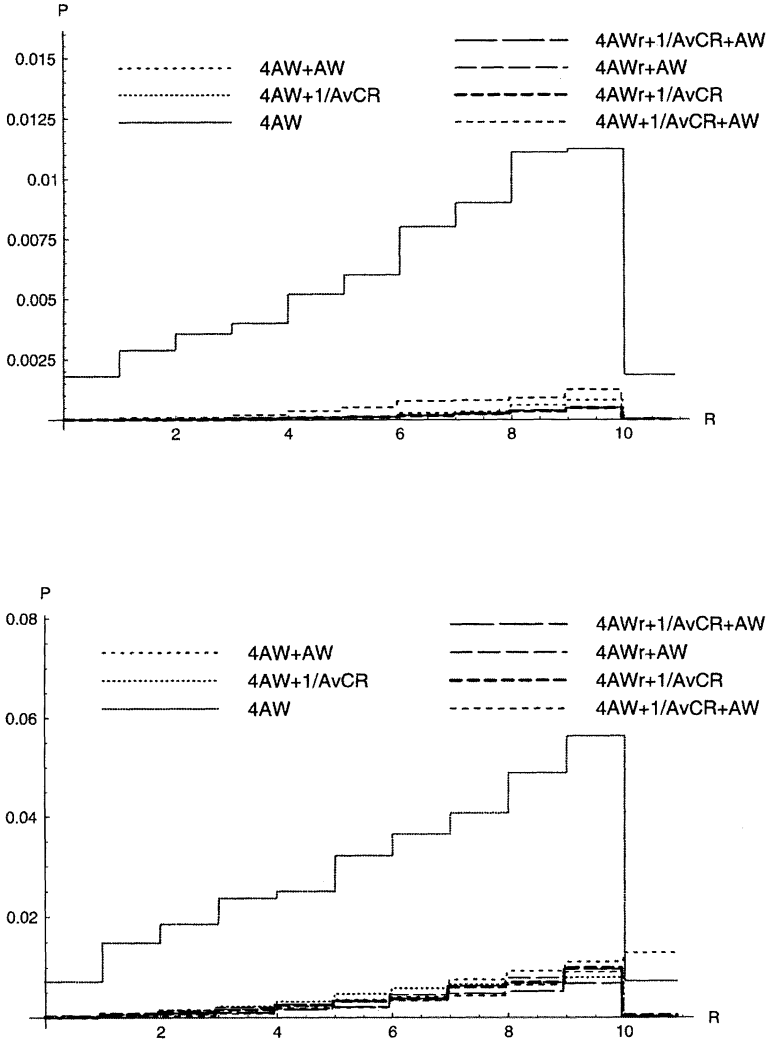 P
0.015
0.0125
0.01
0.0075
0.005
0.0025
4AW+AW
4AW+1/AvCR
4AW
4AWr+1/AvCR+AW
4AWr+AW
4AWr+1/AvCR
4AW+1/AvCR+AW
2 4 6 8 10 R
P
0.08
0.06
0.04
0.02
4AW+AW
4AW+1/AvCR
4AW
4AWr+1/AvCR+AW
4AWr+AW
4AWr+1/AvCR
4AW+1/AvCR+AW
2 4 6 8 10 R